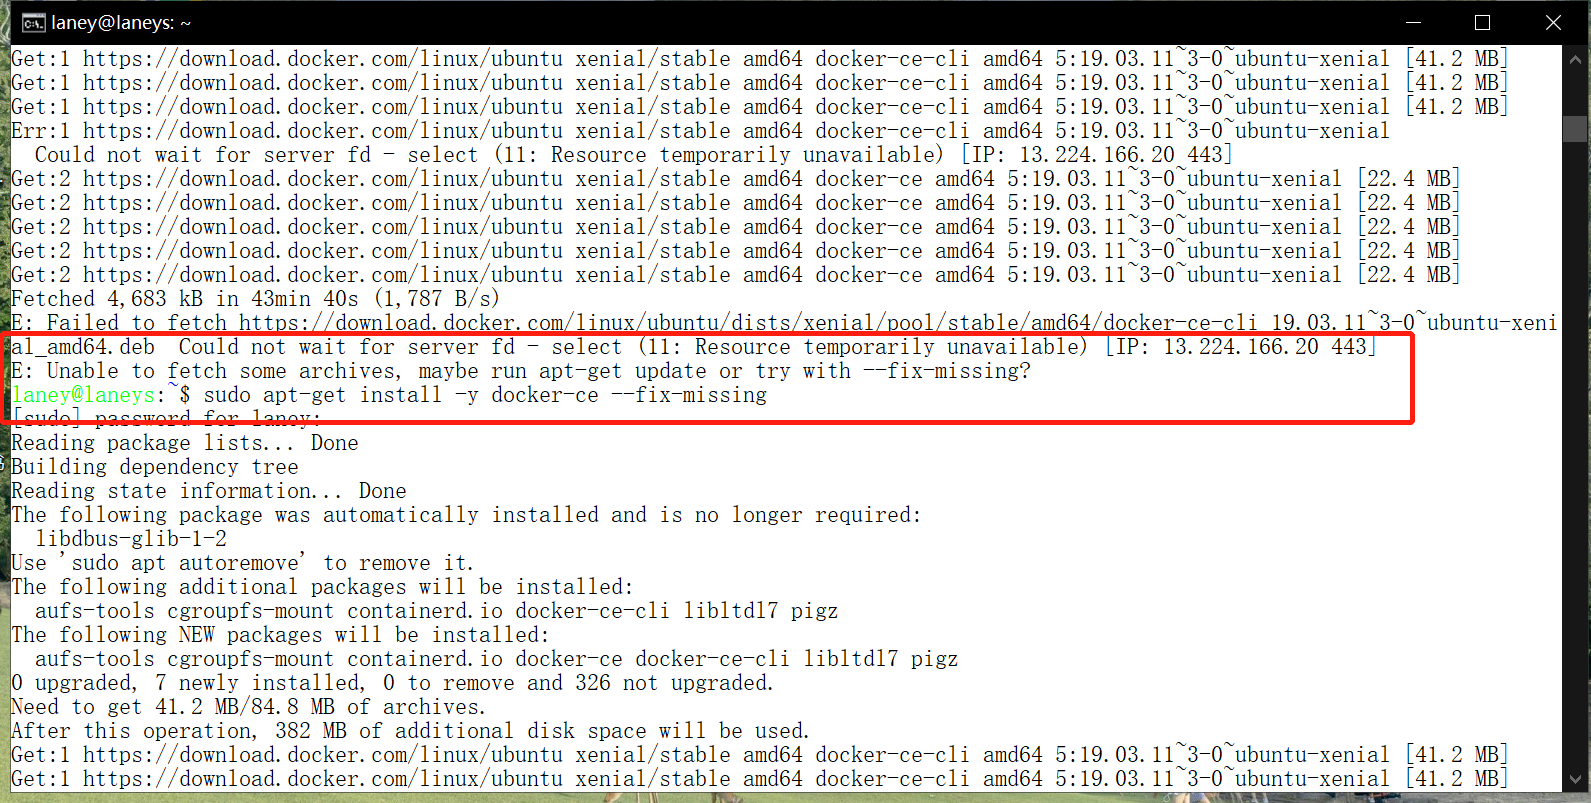 laney@laneys: ~
Get:1 https://download.docker.com/linux/ubuntu xenial/stable amd64 docker-ce-cli amd64 5:19.03.11~3-0~ubuntu-xenial [41.2 MB]
Get:1 https://download.docker.com/linux/ubuntu xenial/stable amd64 docker-ce-cli amd64 5:19.03.11~3-0~ubuntu-xenial [41.2 MB]
Get:1 https://download.docker.com/linux/ubuntu xenial/stable amd64 docker-ce-cli amd64 5:19.03.11~3-0~ubuntu-xenial [41.2 MB]
Err:1 https://download.docker.com/linux/ubuntu xenial/stable amd64 docker-ce-cli amd64 5:19.03.11~3-0~ubuntu-xenial
  Could not wait for server fd - select (11: Resource temporarily unavailable) [IP: 13.224.166.20 443]
Get:2 https://download.docker.com/linux/ubuntu xenial/stable amd64 docker-ce amd64 5:19.03.11~3-0~ubuntu-xenial [22.4 MB]
Get:2 https://download.docker.com/linux/ubuntu xenial/stable amd64 docker-ce amd64 5:19.03.11~3-0~ubuntu-xenial [22.4 MB]
Get:2 https://download.docker.com/linux/ubuntu xenial/stable amd64 docker-ce amd64 5:19.03.11~3-0~ubuntu-xenial [22.4 MB]
Get:2 https://download.docker.com/linux/ubuntu xenial/stable amd64 docker-ce amd64 5:19.03.11~3-0~ubuntu-xenial [22.4 MB]
Get:2 https://download.docker.com/linux/ubuntu xenial/stable amd64 docker-ce amd64 5:19.03.11~3-0~ubuntu-xenial [22.4 MB]
Fetched 4,683 kB in 43min 40s (1,787 B/s)
E: Failed to fetch https://download.docker.com/linux/ubuntu/dists/xenial/pool/stable/amd64/docker-ce-cli_19.03.11~3-0~ubuntu-xeni
al_amd64.deb  Could not wait for server fd - select (11: Resource temporarily unavailable) [IP: 13.224.166.20 443]
E: Unable to fetch some archives, maybe run apt-get update or try with --fix-missing?
laney@laneys:~$ sudo apt-get install -y docker-ce --fix-missing
[sudo] password for laney:
Reading package lists... Done
Building dependency tree
Reading state information... Done
The following package was automatically installed and is no longer required:
  libdbus-glib-1-2
Use 'sudo apt autoremove' to remove it.
The following additional packages will be installed:
  aufs-tools cgroupfs-mount containerd.io docker-ce-cli libltdl7 pigz
The following NEW packages will be installed:
  aufs-tools cgroupfs-mount containerd.io docker-ce docker-ce-cli libltdl7 pigz
0 upgraded, 7 newly installed, 0 to remove and 326 not upgraded.
Need to get 41.2 MB/84.8 MB of archives.
After this operation, 382 MB of additional disk space will be used.
Get:1 https://download.docker.com/linux/ubuntu xenial/stable amd64 docker-ce-cli amd64 5:19.03.11~3-0~ubuntu-xenial [41.2 MB]
Get:1 https://download.docker.com/linux/ubuntu xenial/stable amd64 docker-ce-cli amd64 5:19.03.11~3-0~ubuntu-xenial [41.2 MB]